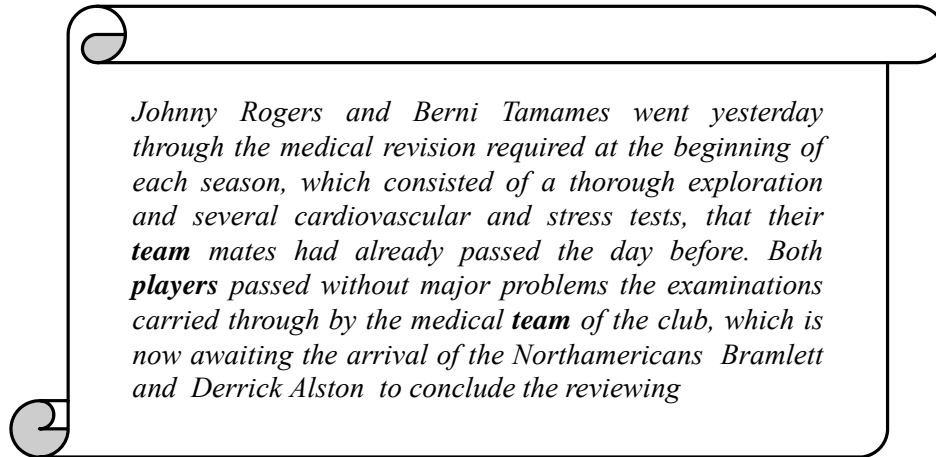 Johnny Rogers and Berni Tamames went yesterday
through the medical revision required at the beginning of
each season, which consisted of a thorough exploration
and several cardiovascular and stress tests, that their
team mates had already passed the day before. Both
players passed without major problems the examinations
carried through by the medical team of the club, which is
now awaiting the arrival of the Northamericans Bramlett
and Derrick Alston to conclude the reviewing